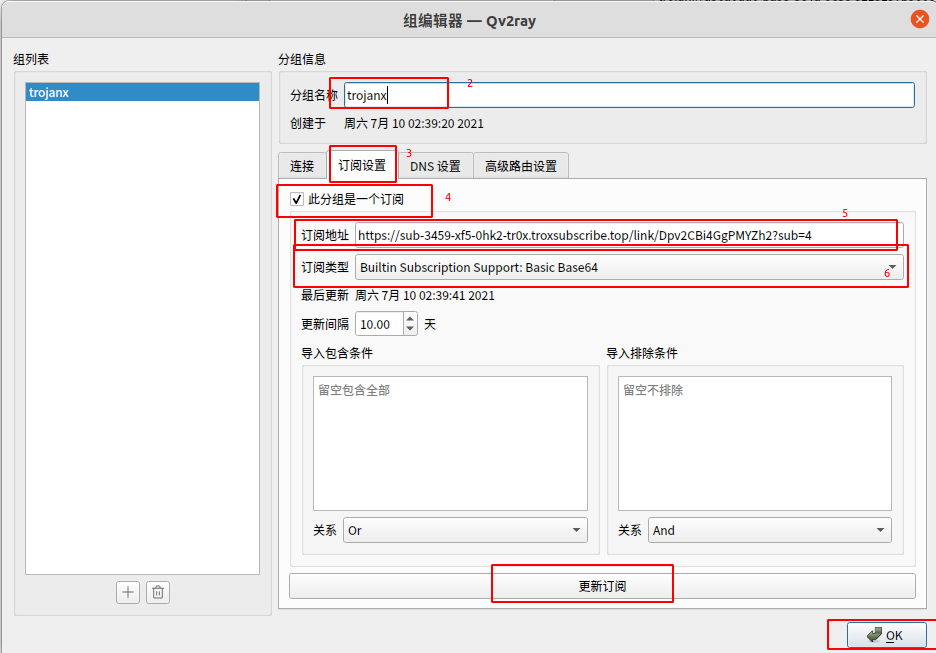 组编辑器 — Qv2ray
组列表
分组信息
trojanx
分组名称 trojanx 2
创建于 周六 7月 10 02:39:20 2021
连接 订阅设置 3 DNS 设置 高级路由设置
此分组是一个订阅 4
5
订阅地址 https://sub-3459-xf5-0hk2-tr0x.troxsubscribe.top/link/Dpv2CBi4GgPMYZh2?sub=4
订阅类型 Builtin Subscription Support: Basic Base64 6
最后更新 周六 7月 10 02:39:41 2021
更新间隔 10.00 天
导入包含条件 导入排除条件
留空包含全部 留空不排除
关系 Or 关系 And
更新订阅
OK